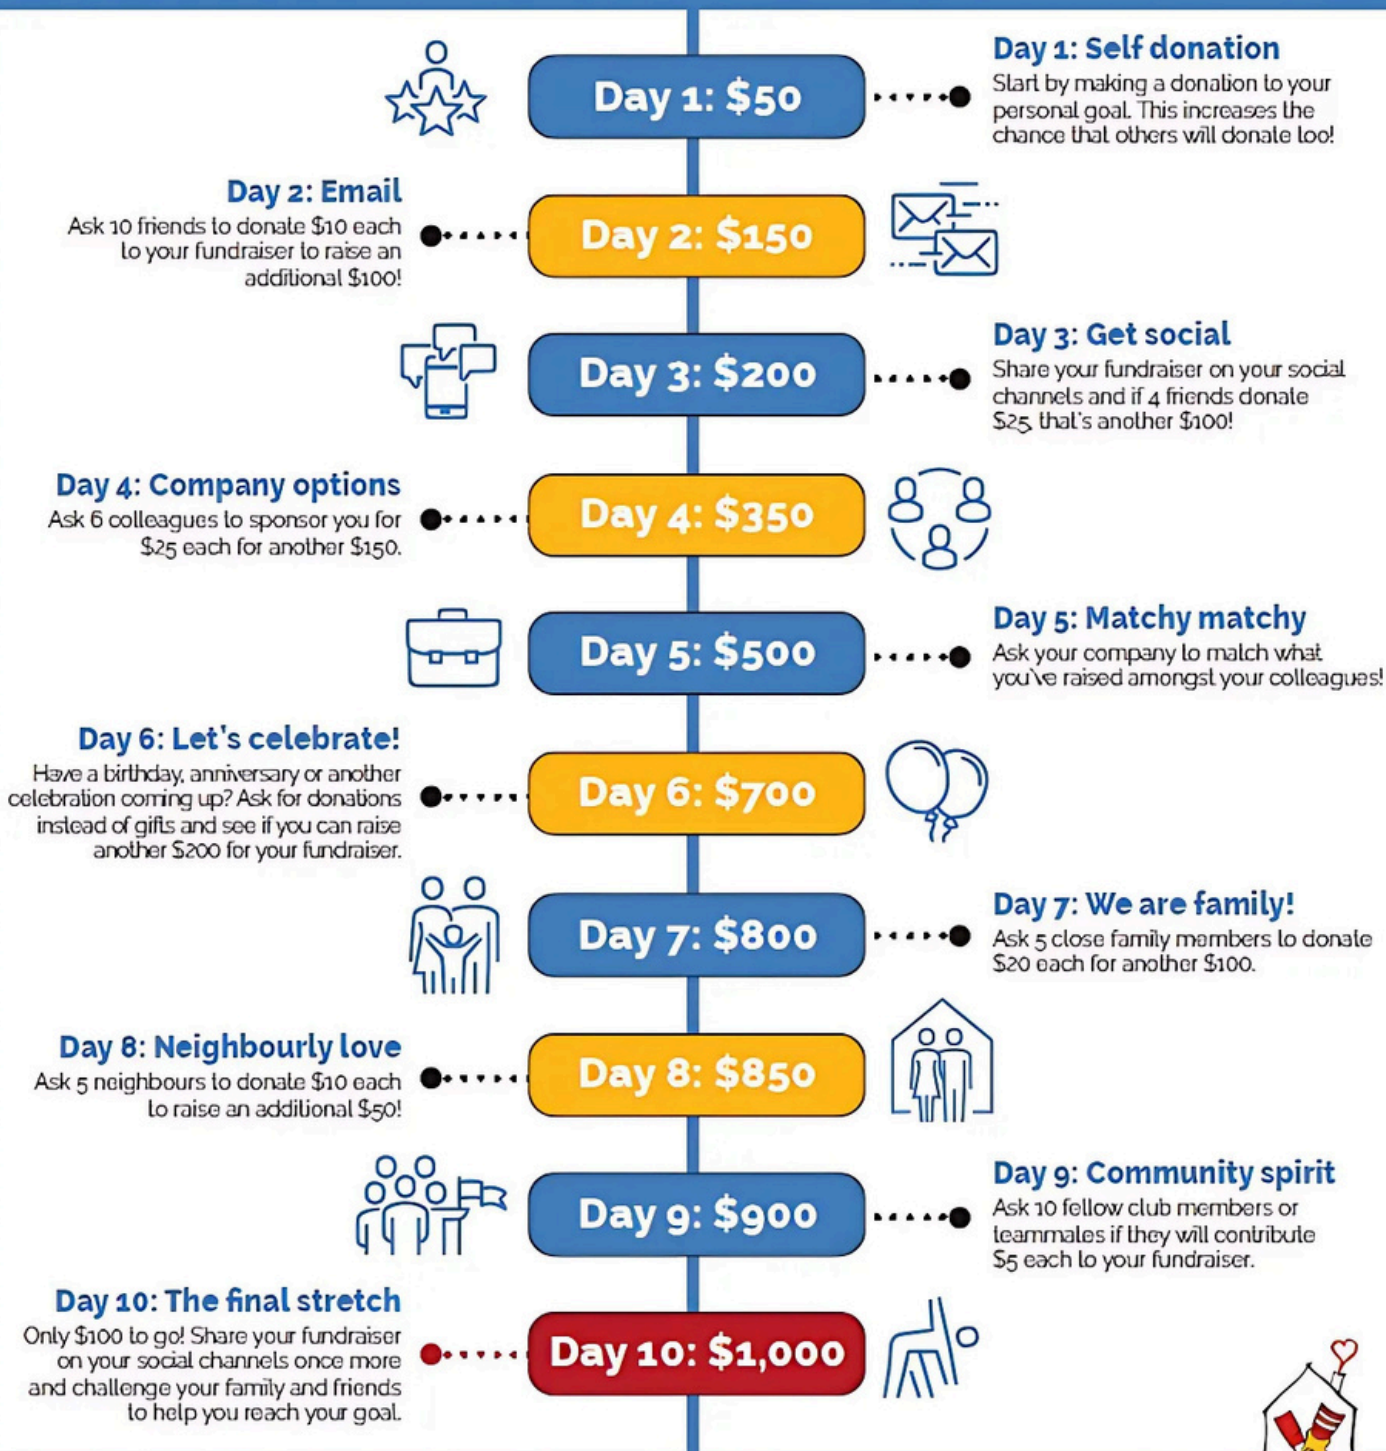 Day 1: $50
Day 1: Self donation
Start by making a donation to your
personal goal. This increases the
chance that others will donate too!
Day 2: Email
Ask 10 friends to donate $10 each
to your fundraiser to raise an
additional $100!
Day 2: $150
Day 3: $200
Day 3: Get social
Share your fundraiser on your social
channels and if 4 friends donate
$25, that's another $100!
Day 4: Company options
Ask 6 colleagues to sponsor you for
$25 each for another $150.
Day 4: $350
Day 5: $500
Day 5: Matchy matchy
Ask your company to match what
you've raised amongst your colleagues!
Day 6: Let's celebrate!
Have a birthday, anniversary or another
celebration coming up? Ask for donations
instead of gifts and see if you can raise
another $200 for your fundraiser.
Day 6: $700
Day 7: $800
Day 7: We are family!
Ask 5 close family members to donate
$20 each for another $100.
Day 8: Neighbourly love
Ask 5 neighbours to donate $10 each
to raise an additional $50!
Day 8: $850
Day 9: $900
Day 9: Community spirit
Ask 10 fellow club members or
teammates if they will contribute
$5 each to your fundraiser.
Day 10: The final stretch
Only $100 to go! Share your fundraiser
on your social channels once more
and challenge your family and friends
to help you reach your goal.
Day 10: $1,000